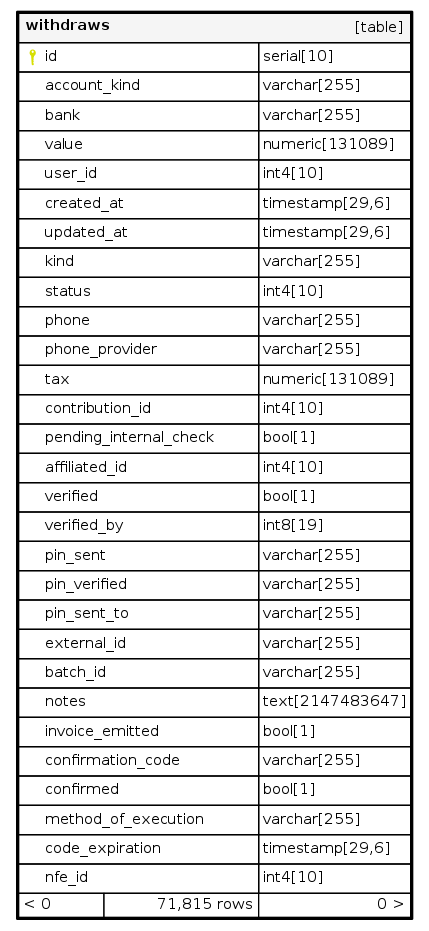 withdraws [table]
id serial[10]
account_kind varchar[255]
bank varchar[255]
value numeric[131089]
user_id int4[10]
created_at timestamp[29,6]
updated_at timestamp[29,6]
kind varchar[255]
status int4[10]
phone varchar[255]
phone_provider varchar[255]
tax numeric[131089]
contribution_id int4[10]
pending_internal_check bool[1]
affiliated_id int4[10]
verified bool[1]
verified_by int8[19]
pin_sent varchar[255]
pin_verified varchar[255]
pin_sent_to varchar[255]
external_id varchar[255]
batch_id varchar[255]
notes text[2147483647]
invoice_emitted bool[1]
confirmation_code varchar[255]
confirmed bool[1]
method_of_execution varchar[255]
code_expiration timestamp[29,6]
nfe_id int4[10]
< 0 71,815 rows 0 >